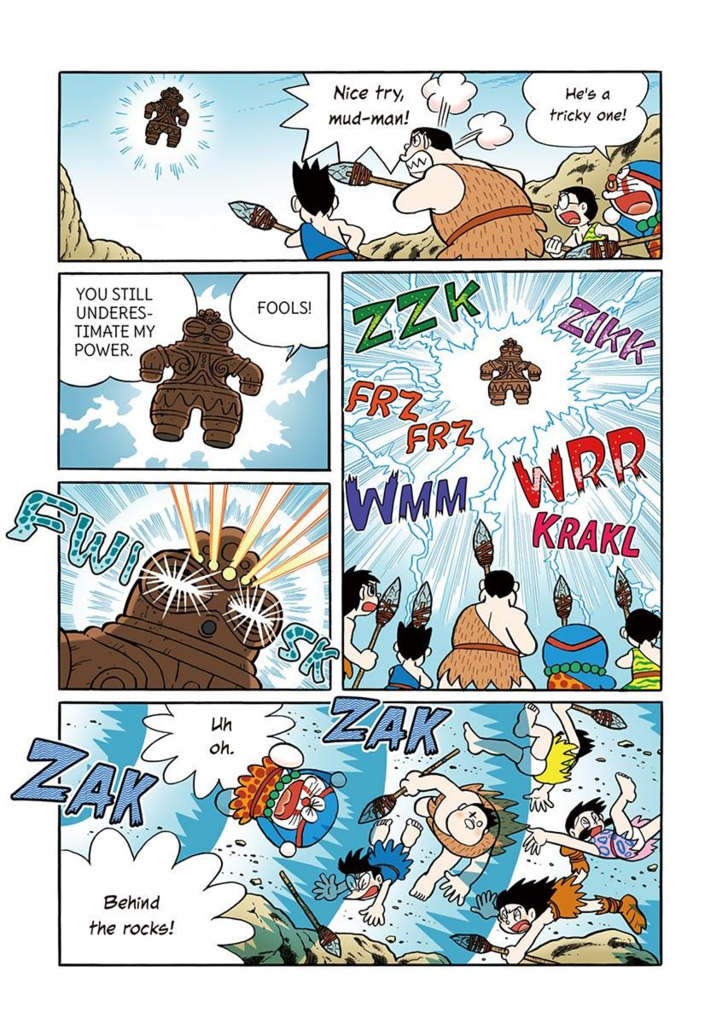 Nice try,
mud-man!
He's a
tricky one!
YOU STILL
UNDERES-
TIMATE MY
POWER.
FOOLS!
ZZK
ZIKK
FRZ
FRZ
WMM
WRR
KRAKL
FWI
SK
Uh
oh.
ZAK
ZAK
Behind
the rocks!